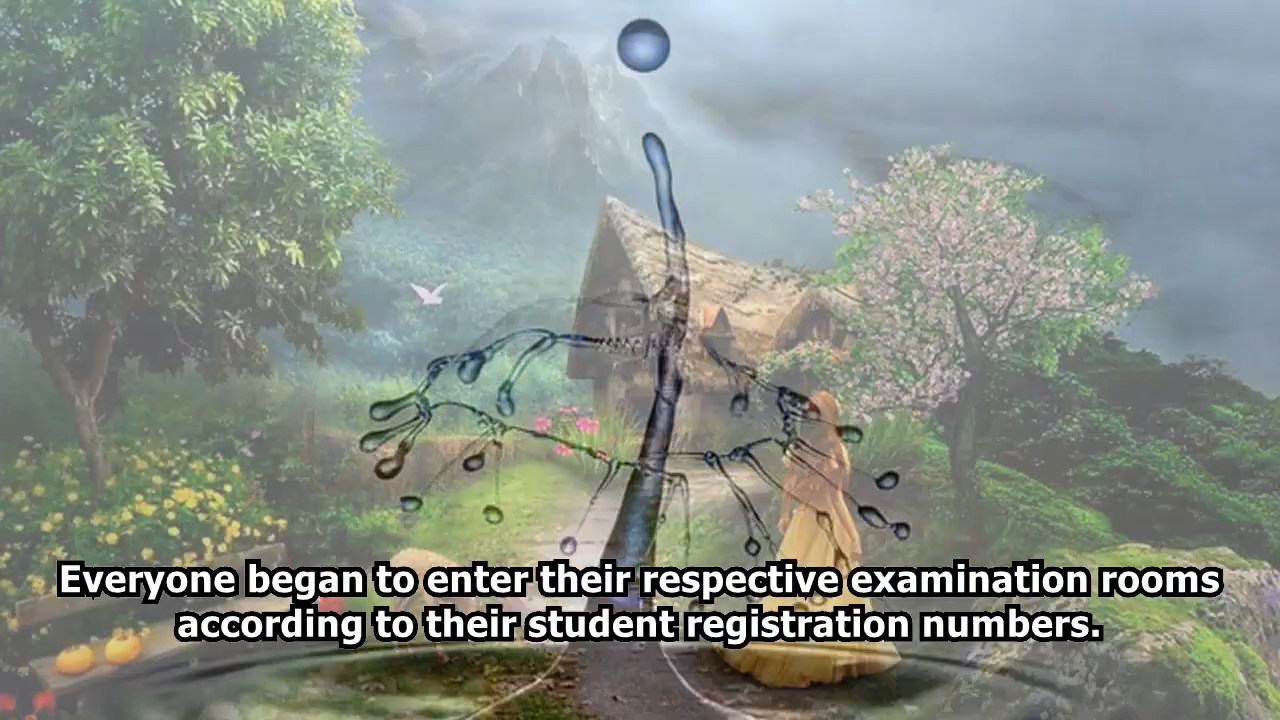 Everyone began to enter their respective examination rooms
according to their student registration numbers.